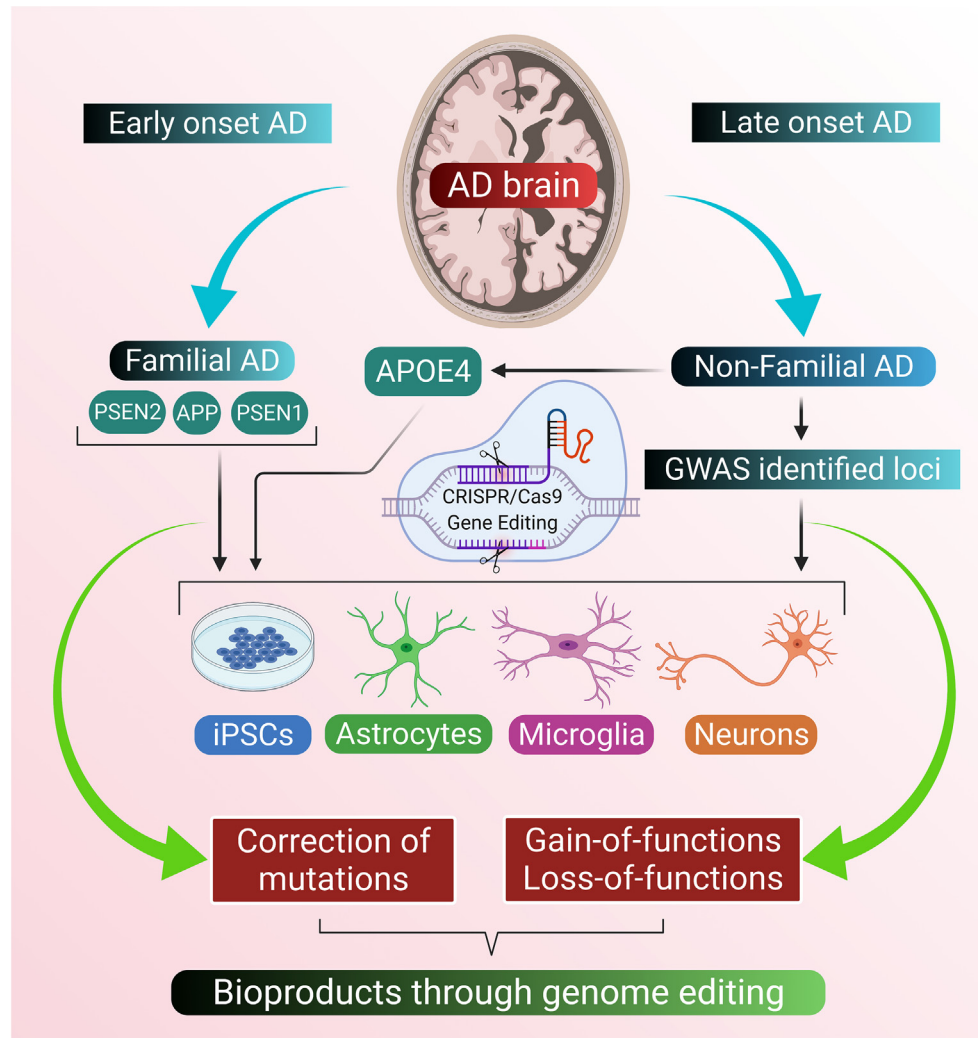 Early onset AD
Late onset AD
AD brain
Familial AD
APOE4
Non-Familial AD
PSEN2
APP
PSEN1
CRISPR/Cas9
Gene Editing
GWAS identified loci
iPSCs
Astrocytes
Microglia
Neurons
Correction of
mutations
Gain-of-functions
Loss-of-functions
Bioproducts through genome editing